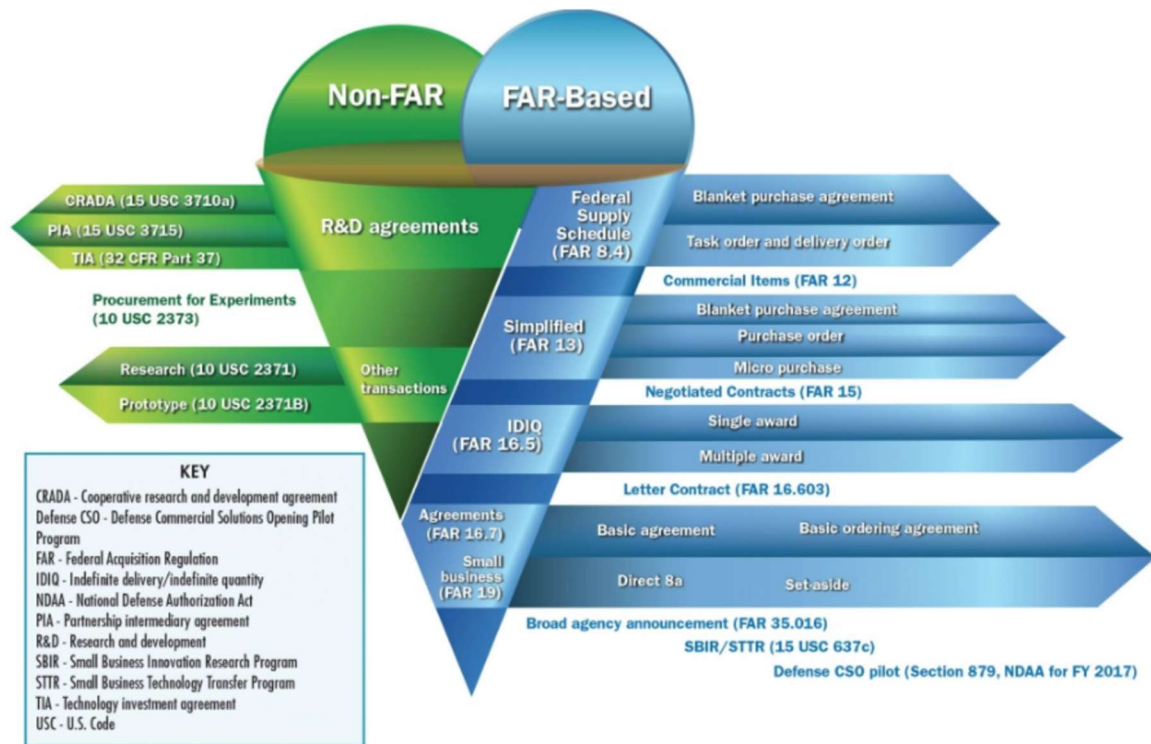 Non-FAR
FAR-Based
CRADA (15 USC 3710a)
PIA (15 USC 3715)
TIA (32 CFR Part 37)
R&D agreements
Procurement for Experiments
(10 USC 2373)
Research (10 USC 2371)
Prototype (10 USC 2371B)
Other
transactions
Federal
Supply
Schedule
(FAR 8.4)
Blanket purchase agreement
Task order and delivery order
Commercial Items (FAR 12)
Simplified
(FAR 13)
Blanket purchase agreement
Purchase order
Micro purchase
Negotiated Contracts (FAR 15)
IDIQ
(FAR 16.5)
Single award
Multiple award
Letter Contract (FAR 16.603)
Agreements
(FAR 16.7)
Basic agreement
Basic ordering agreement
Small
business
(FAR 19)
Direct 8a
Set-aside
Broad agency announcement (FAR 35.016)
SBIR/STTR (15 USC 637c)
Defense CSO pilot (Section 879, NDAA for FY 2017)
KEY
CRADA - Cooperative research and development agreement
Defense CSO - Defense Commercial Solutions Opening Pilot
Program
FAR - Federal Acquisition Regulation
IDIQ - Indefinite delivery/indefinite quantity
NDAA - National Defense Authorization Act
PIA - Partnership intermediary agreement
R&D - Research and development
SBIR - Small Business Innovation Research Program
STTR - Small Business Technology Transfer Program
TIA - Technology investment agreement
USC - U.S. Code